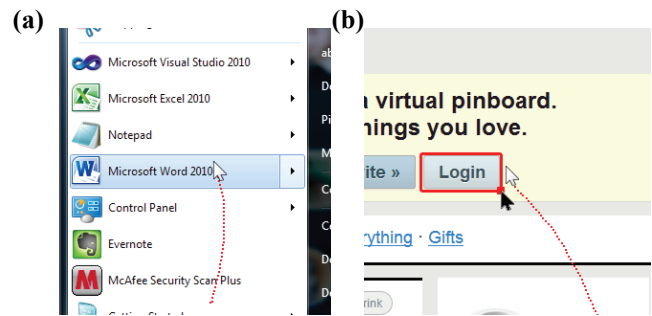 (a)
Microsoft Visual Studio 2010
Microsoft Excel 2010
Notepad
Microsoft Word 2010
Control Panel
Evernote
McAfee Security Scan Plus
(b)
a virtual pinboard.
hings you love.
ite »
Login
rything · Gifts
rink